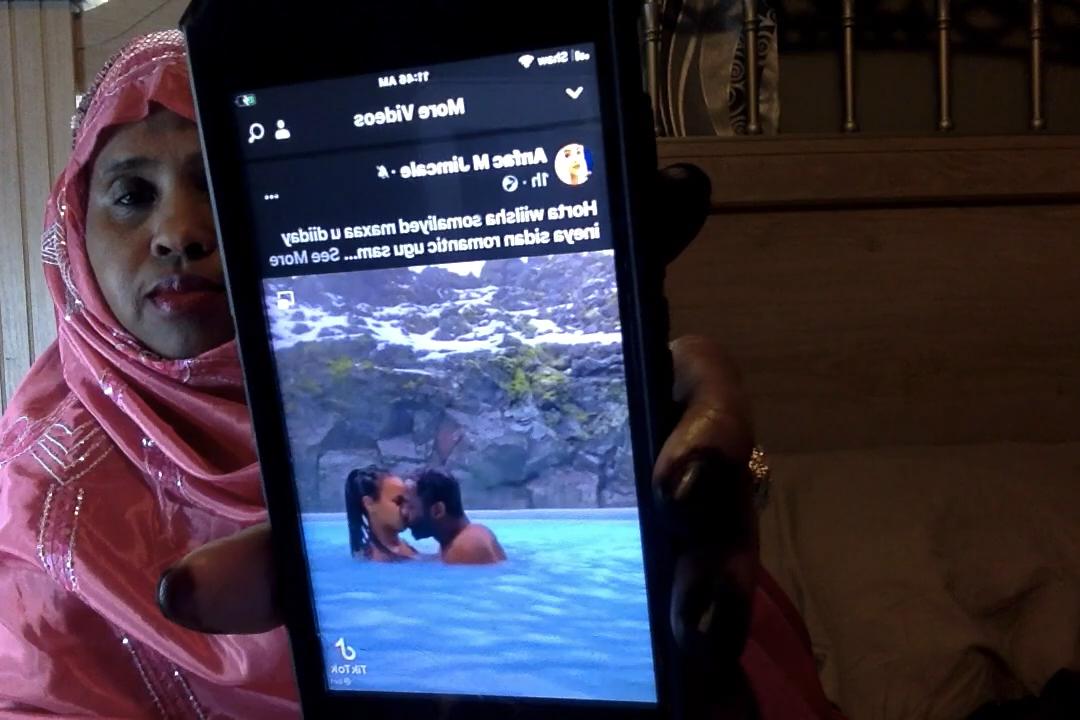 Shaw
11:46 AM
More Videos
Anfac M Jimcale ·
1h ·
Horta wiilsha somaliyed maxaa u diiday
ineya sidan romantic ugu sam... See More
TikTok